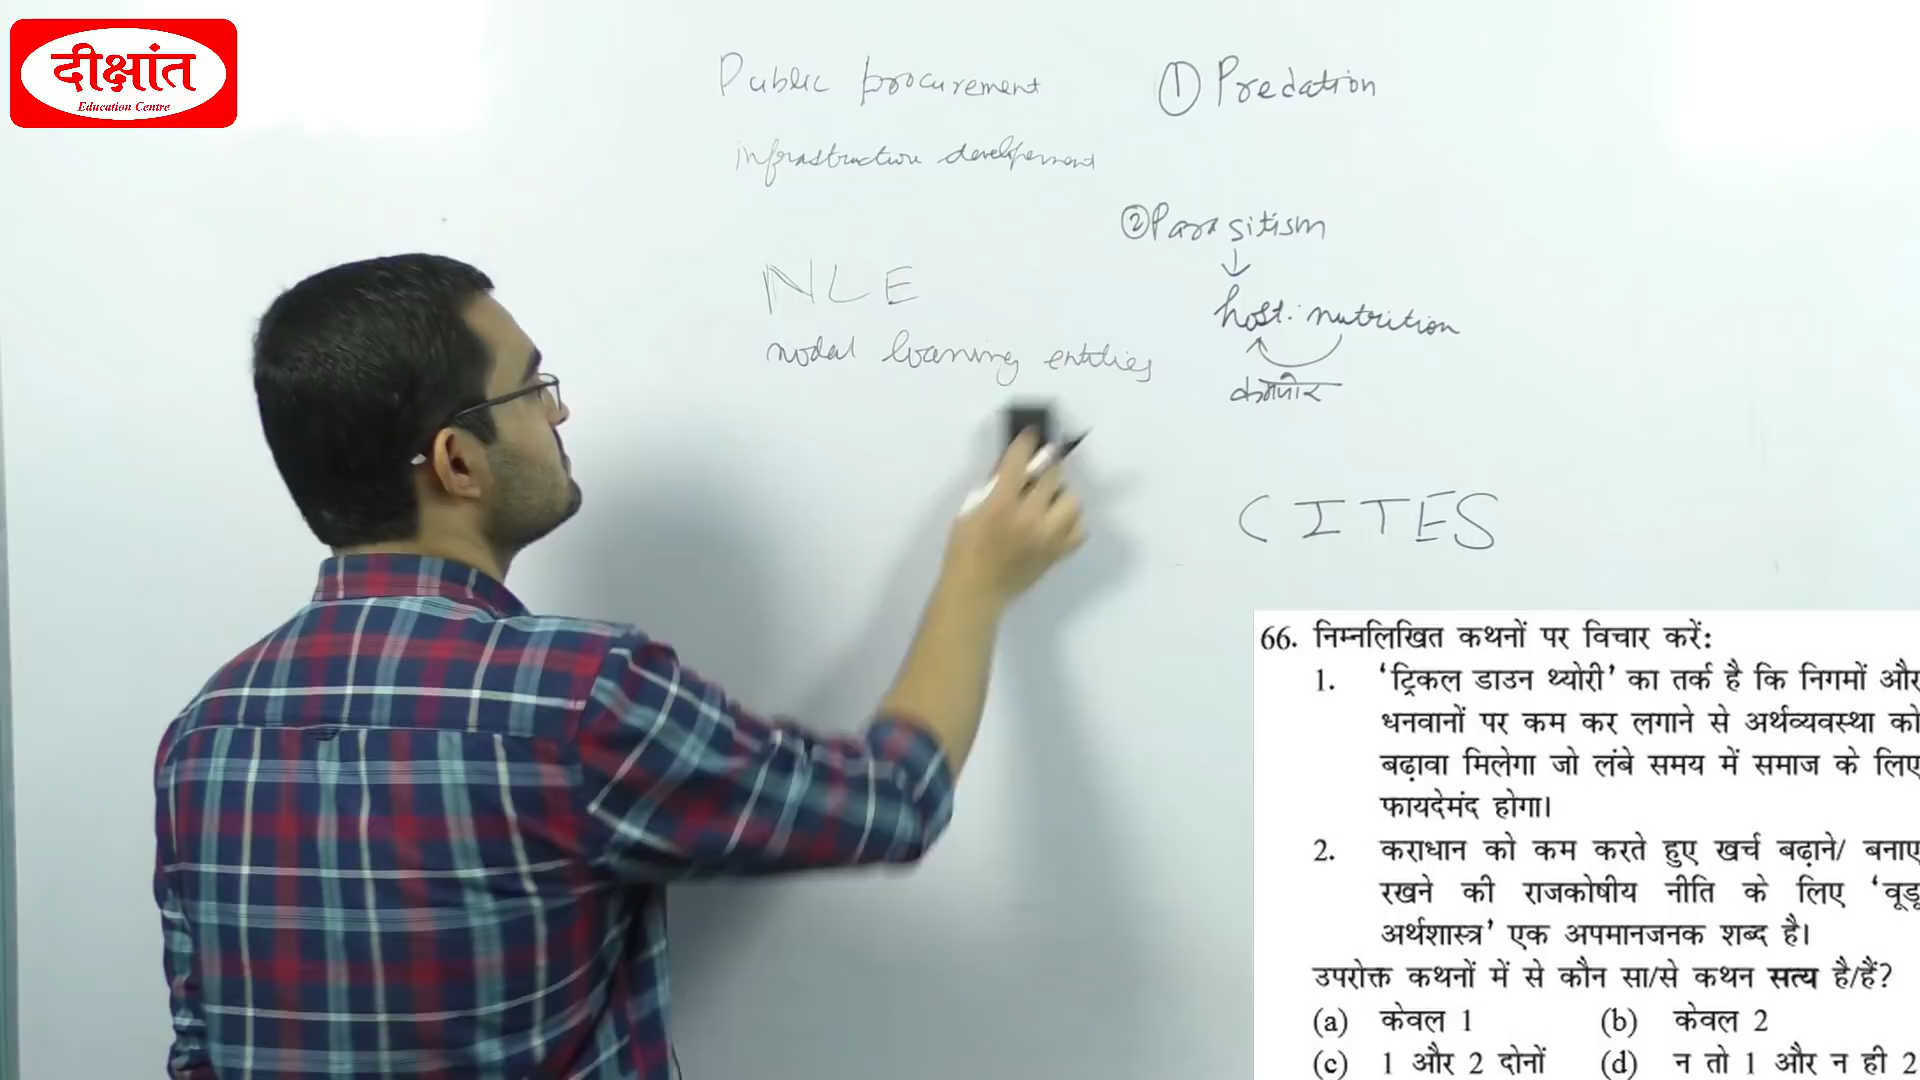 दीक्षांत
Education Centre
Public procurement
infrastructure development
NLE
nodal loaning entities
① Predation
② Parasitism
↓
host. nutrition
कमजोर
CITES
66. निम्नलिखित कथनों पर विचार करें:
1. 'ट्रिकल डाउन थ्योरी' का तर्क है कि निगमों और
धनवानों पर कम कर लगाने से अर्थव्यवस्था को
बढ़ावा मिलेगा जो लंबे समय में समाज के लिए
फायदेमंद होगा।
2. कराधान को कम करते हुए खर्च बढ़ाने/ बनाए
रखने की राजकोषीय नीति के लिए 'वूडू
अर्थशास्त्र' एक अपमानजनक शब्द है।
उपरोक्त कथनों में से कौन सा/से कथन सत्य है/हैं?
(a) केवल 1 (b) केवल 2
(c) 1 और 2 दोनों (d) न तो 1 और न ही 2